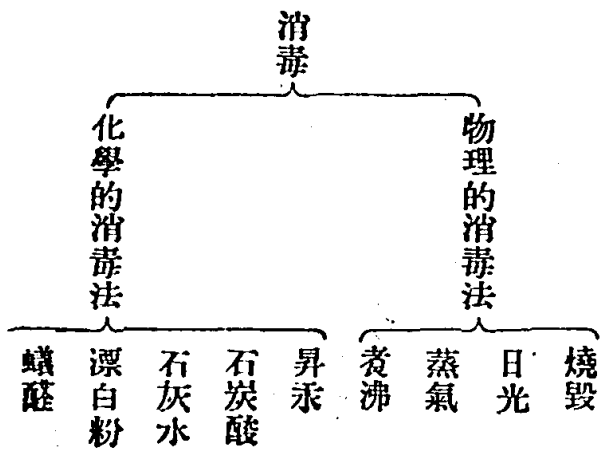 消毒
物理的消毒法
燒毀
日光
蒸氣
煮沸
化學的消毒法
昇汞
石炭酸
石灰水
漂白粉
蟻醛